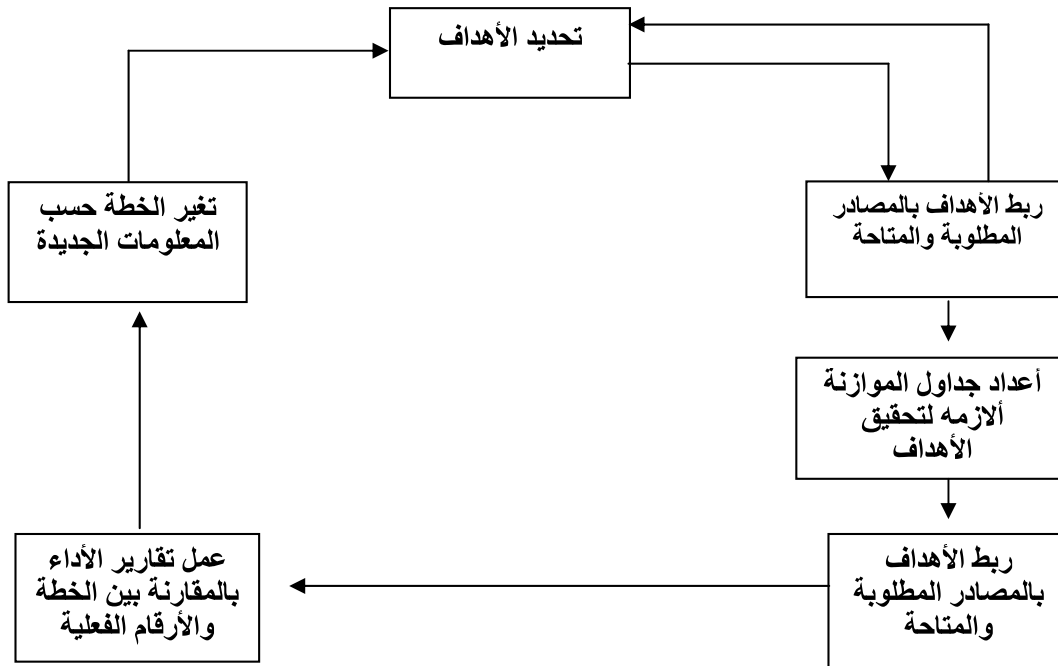 تحديد الأهداف
ربط الأهداف بالمصادر
المطلوبة والمتاحة
أعداد جداول الموازنة
ألازمه لتحقيق
الأهداف
ربط الأهداف
بالمصادر المطلوبة
والمتاحة
عمل تقارير الأداء
بالمقارنة بين الخطة
والأرقام الفعلية
تغير الخطة حسب
المعلومات الجديدة